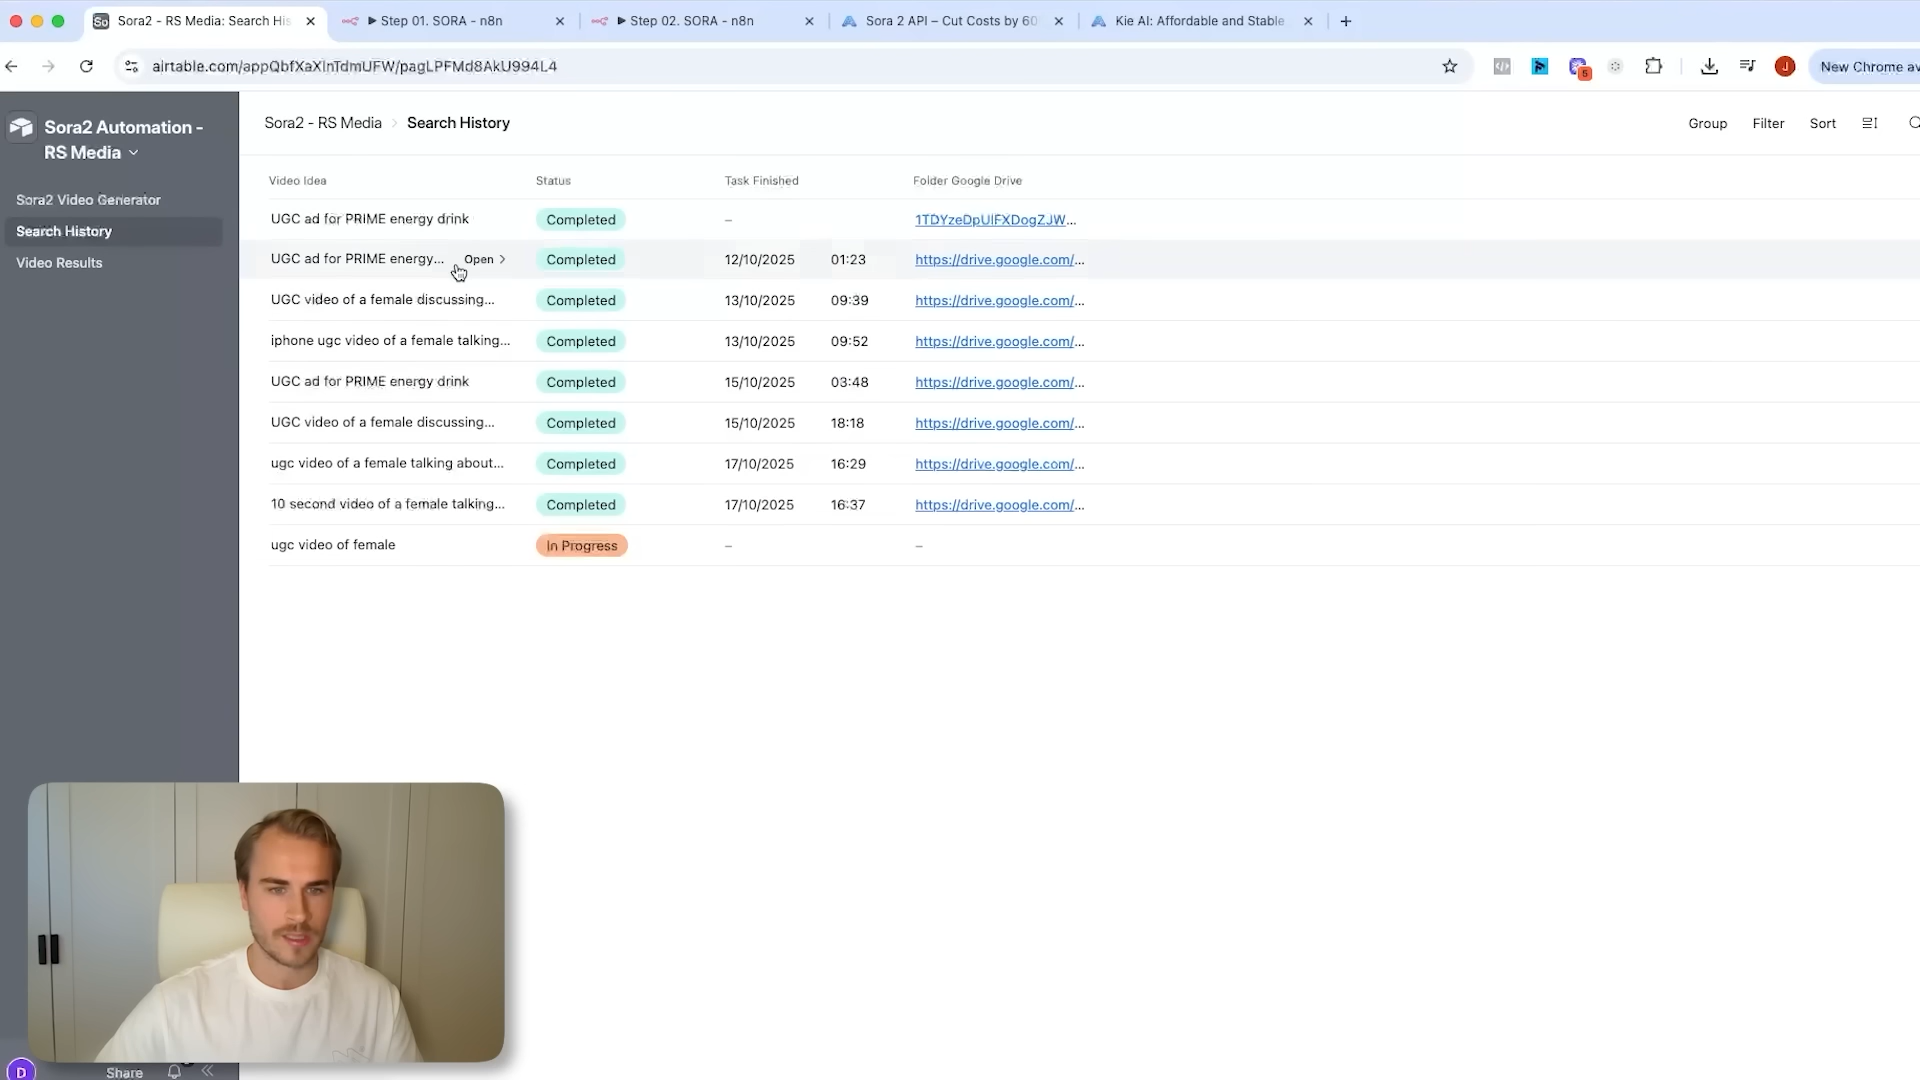 Sora2 - RS Media: Search His
Step 01. SORA - n8n
Step 02. SORA - n8n
Sora 2 API – Cut Costs by 60
Kie AI: Affordable and Stable
airtable.com/appQbfXaXlnTdmUFW/pagLPFMd8AkU994L4
5
J
New Chrome av
Sora2 Automation -
RS Media
Sora2 Video Generator
Search History
Video Results
Sora2 - RS Media > Search History
Group Filter Sort
Video Idea Status Task Finished Folder Google Drive
UGC ad for PRIME energy drink Completed – 1TDYzeDpUIFXDogZJW...
UGC ad for PRIME energy... Open Completed 12/10/2025 01:23 https://drive.google.com/...
UGC video of a female discussing... Completed 13/10/2025 09:39 https://drive.google.com/...
iphone ugc video of a female talking... Completed 13/10/2025 09:52 https://drive.google.com/...
UGC ad for PRIME energy drink Completed 15/10/2025 03:48 https://drive.google.com/...
UGC video of a female discussing... Completed 15/10/2025 18:18 https://drive.google.com/...
ugc video of a female talking about... Completed 17/10/2025 16:29 https://drive.google.com/...
10 second video of a female talking... Completed 17/10/2025 16:37 https://drive.google.com/...
ugc video of female In Progress – –
D
Share